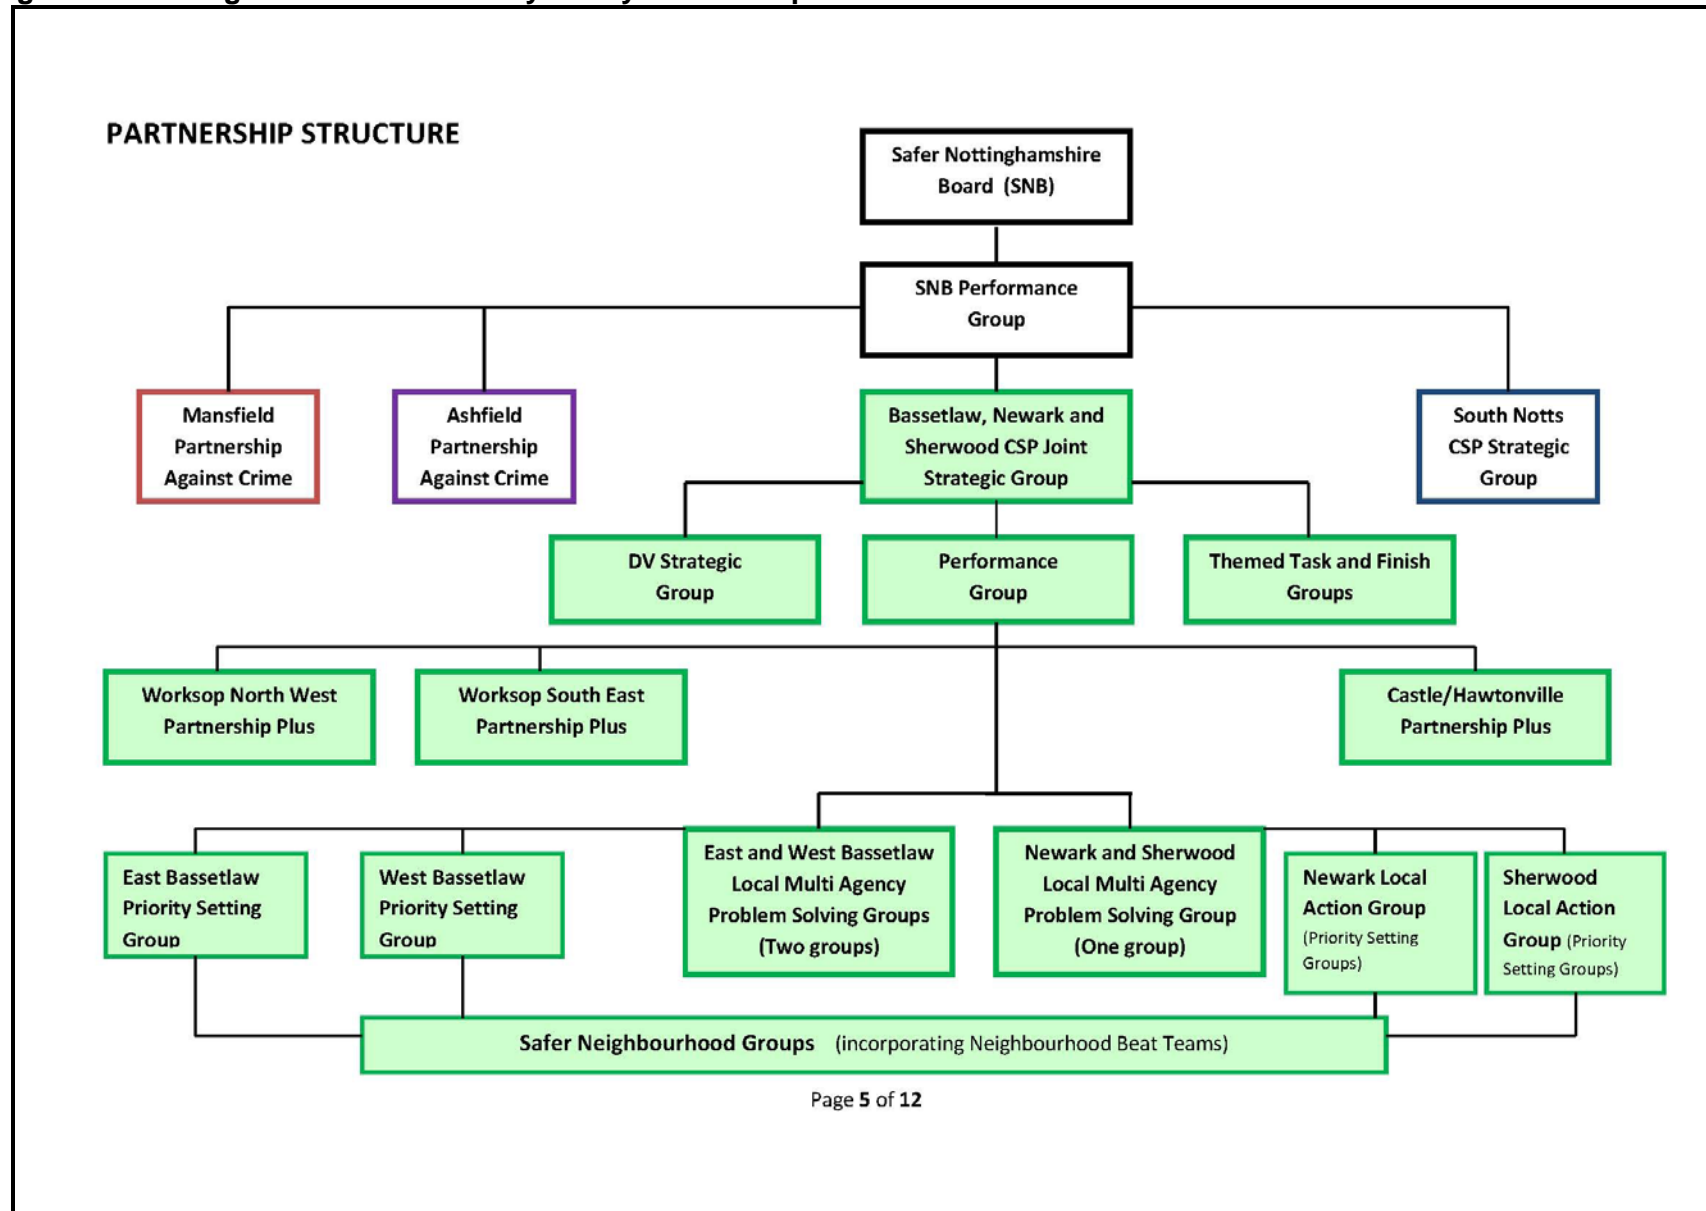 PARTNERSHIP STRUCTURE
Safer Nottinghamshire
Board (SNB)
SNB Performance
Group
Mansfield
Partnership
Against Crime
Ashfield
Partnership
Against Crime
Bassetlaw, Newark and
Sherwood CSP Joint
Strategic Group
South Notts
CSP Strategic
Group
DV Strategic
Group
Performance
Group
Themed Task and Finish
Groups
Worksop North West
Partnership Plus
Worksop South East
Partnership Plus
Castle/Hawtonville
Partnership Plus
East Bassetlaw
Priority Setting
Group
West Bassetlaw
Priority Setting
Group
East and West Bassetlaw
Local Multi Agency
Problem Solving Groups
(Two groups)
Newark and Sherwood
Local Multi Agency
Problem Solving Group
(One group)
Newark Local
Action Group
(Priority Setting
Groups)
Sherwood
Local Action
Group (Priority
Setting Groups)
Safer Neighbourhood Groups (incorporating Neighbourhood Beat Teams)
Page 5 of 12